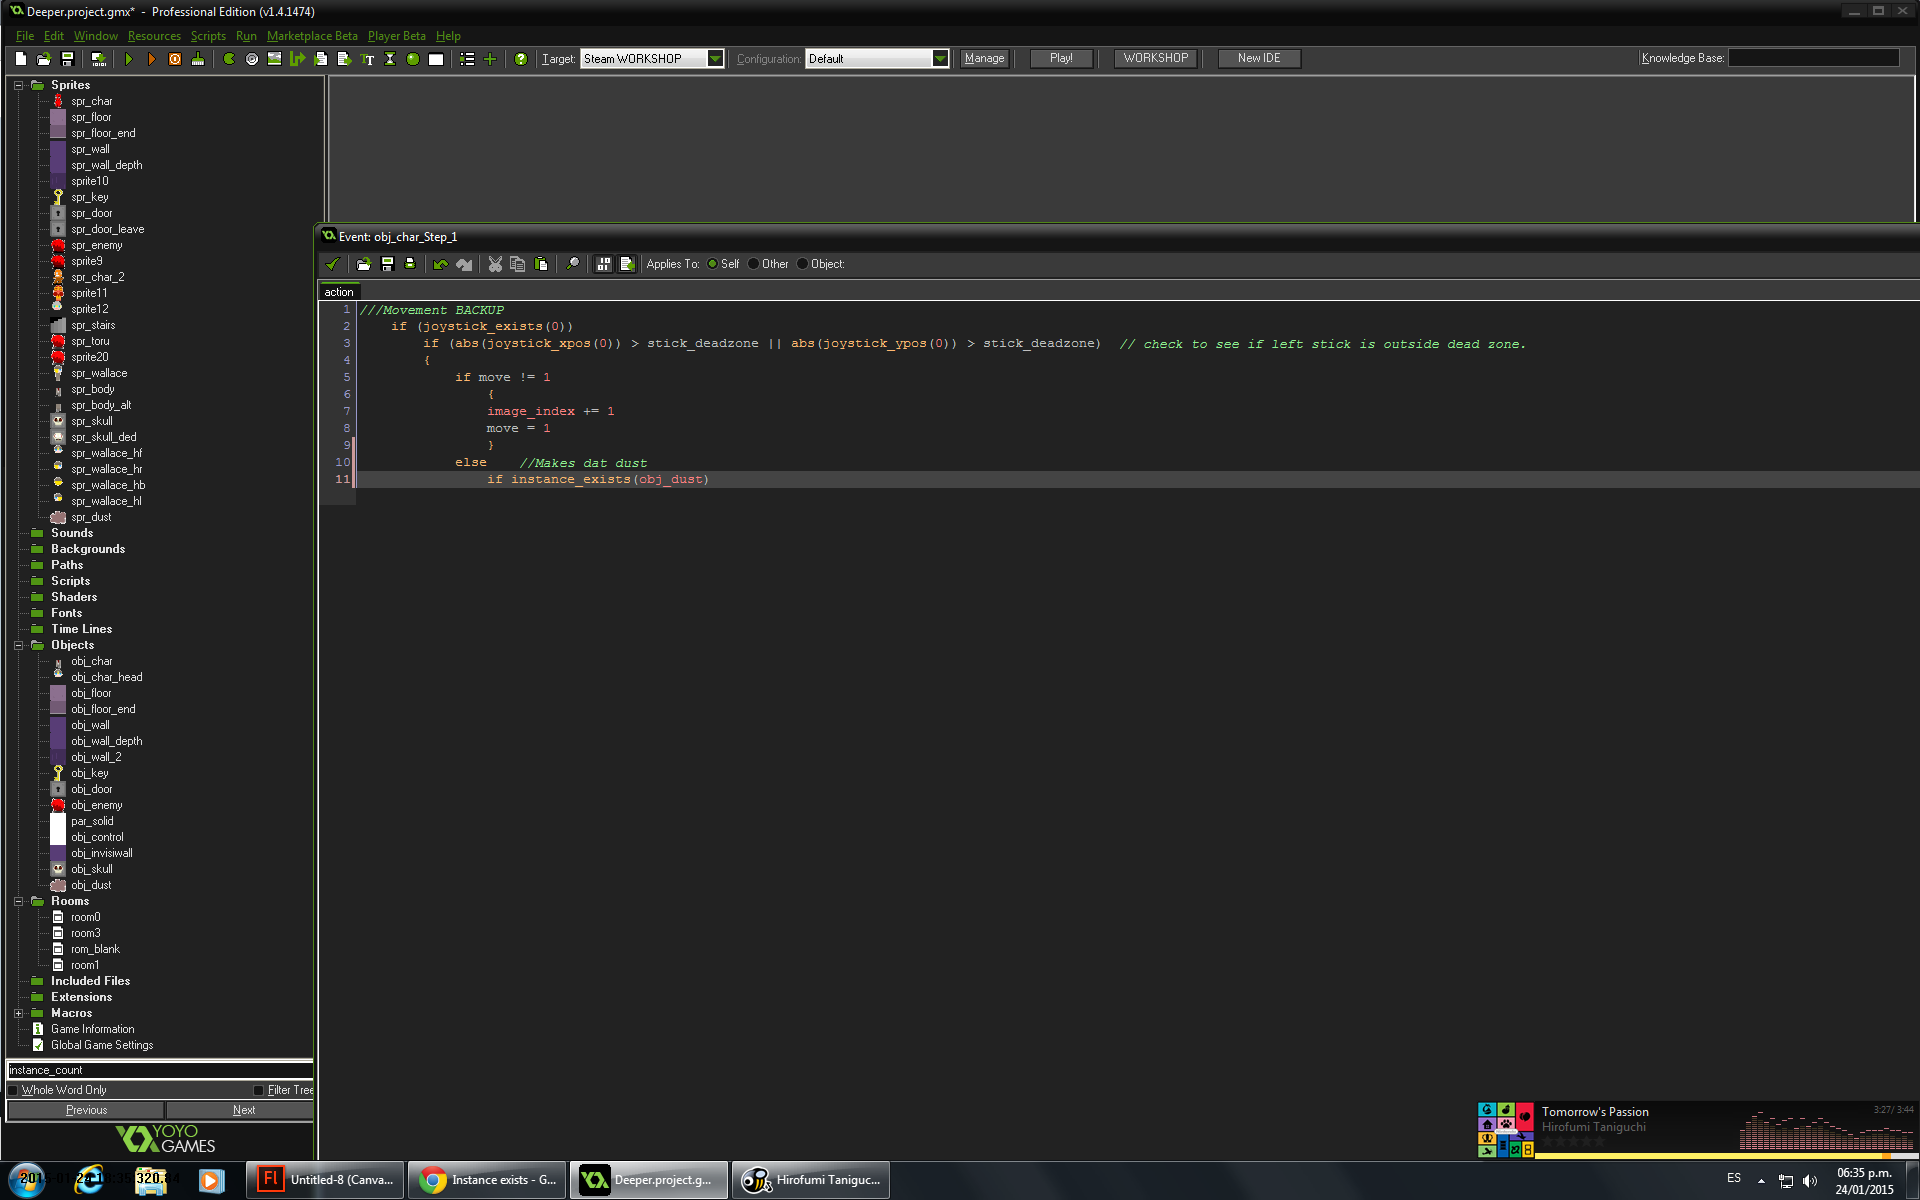 Deeper.project.gmx* - Professional Edition (v1.4.1474)
File Edit Window Resources Scripts Run Marketplace Beta Player Beta Help
Target: Steam WORKSHOP Configuration: Default Manage Play! WORKSHOP New IDE Knowledge Base:
Sprites
spr_char
spr_floor
spr_floor_end
spr_wall
spr_wall_depth
sprite10
spr_key
spr_door
spr_door_leave
spr_enemy
sprite9
spr_char_2
sprite11
sprite12
spr_stairs
spr_toru
sprite20
spr_wallace
spr_body
spr_body_alt
spr_skull
spr_skull_ded
spr_wallace_hf
spr_wallace_hr
spr_wallace_hb
spr_wallace_hl
spr_dust
Sounds
Backgrounds
Paths
Scripts
Shaders
Fonts
Time Lines
Objects
obj_char
obj_char_head
obj_floor
obj_floor_end
obj_wall
obj_wall_depth
obj_wall_2
obj_key
obj_door
obj_enemy
par_solid
obj_control
obj_invisiwall
obj_skull
obj_dust
Rooms
room0
room3
rom_blank
room1
Included Files
Extensions
Macros
Game Information
Global Game Settings
instance_count
Whole Word Only Filter Tree
Previous Next
YOYO
GAMES
Event: obj_char_Step_1
Applies To: Self Other Object:
action
1 ///Movement BACKUP
2 if (joystick_exists(0))
3 if (abs(joystick_xpos(0)) > stick_deadzone || abs(joystick_ypos(0)) > stick_deadzone) // check to see if left stick is outside dead zone.
4 {
5 if move != 1
6 {
7 image_index += 1
8 move = 1
9 }
10 else //Makes dat dust
11 if instance_exists(obj_dust)
Tomorrow's Passion 3:27/ 3:44
Hirofumi Taniguchi
Fl Untitled-8 (Canva... Instance exists - G... Deeper.project.g... Hirofumi Taniguc...
ES
06:35 p.m.
24/01/2015